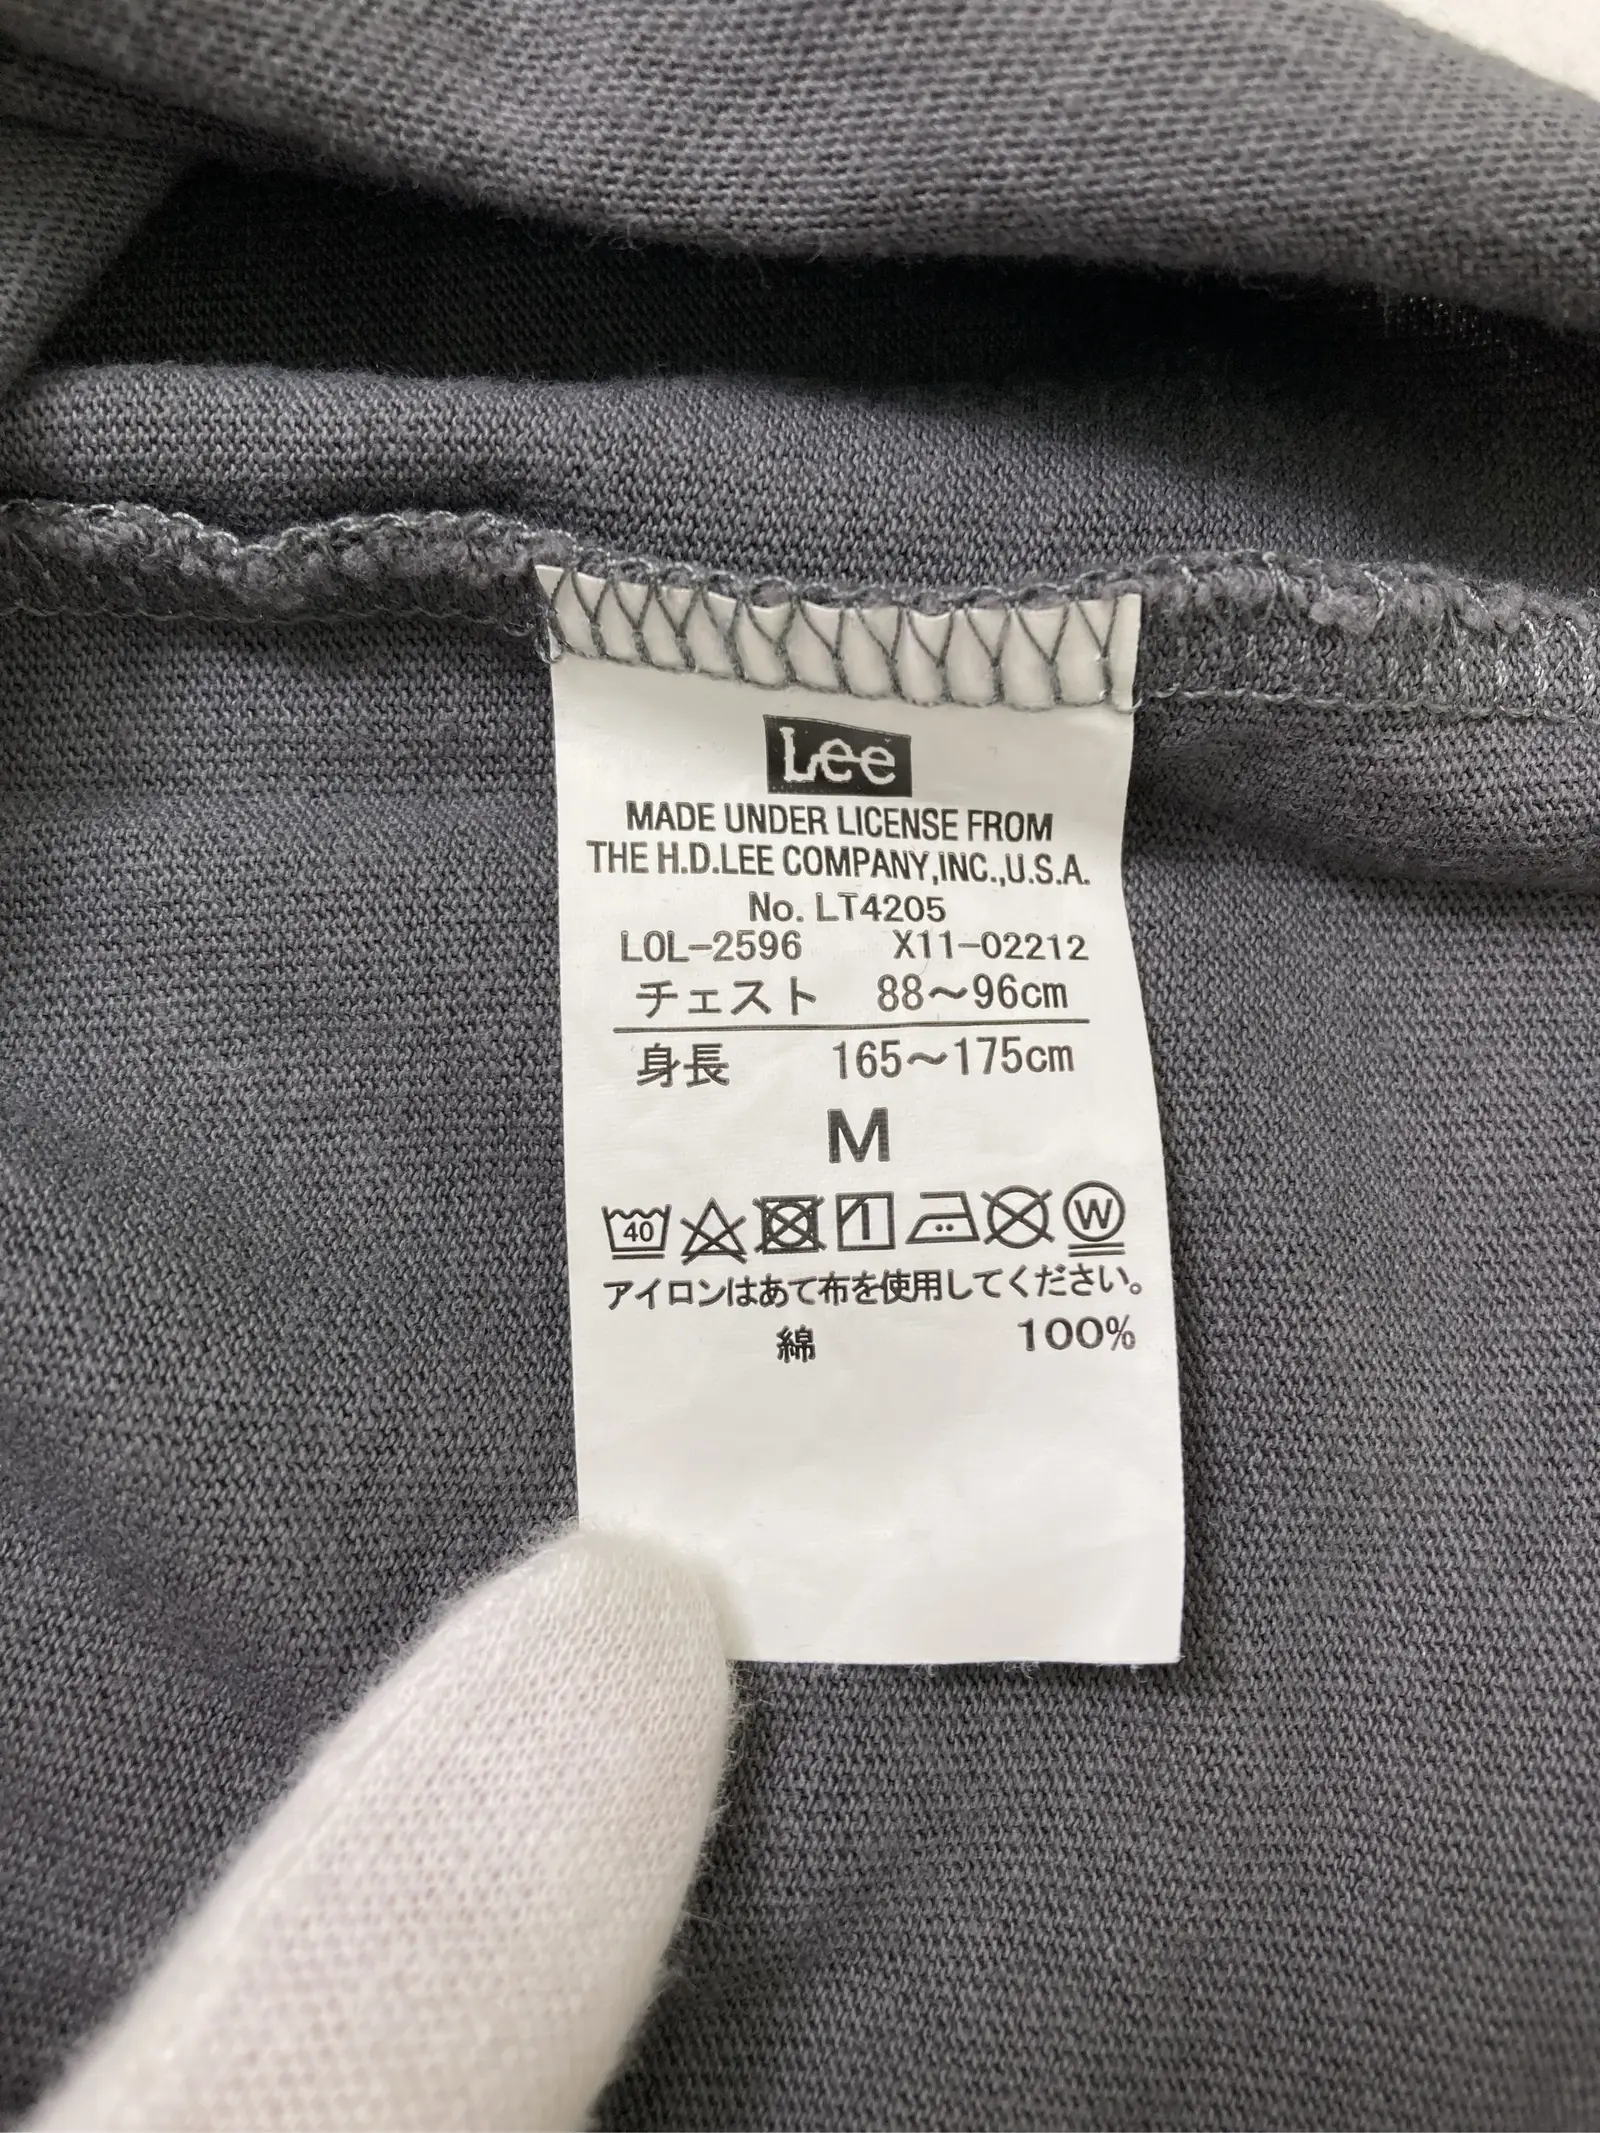 Lee
MADE UNDER LICENSE FROM
THE H.D.LEE COMPANY,INC.,U.S.A.
No. LT4205
LOL-2596 X11-02212
チェスト 88～96cm
身長 165～175cm
M
40 W
アイロンはあて布を使用してください。
綿 100%